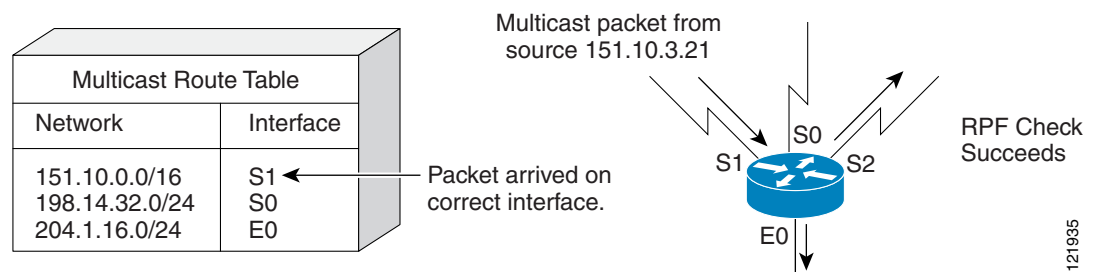 Multicast Route Table
Network Interface
151.10.0.0/16 S1
198.14.32.0/24 S0
204.1.16.0/24 E0
Packet arrived on
correct interface.
Multicast packet from
source 151.10.3.21
S0
S1
S2
E0
RPF Check
Succeeds
121935